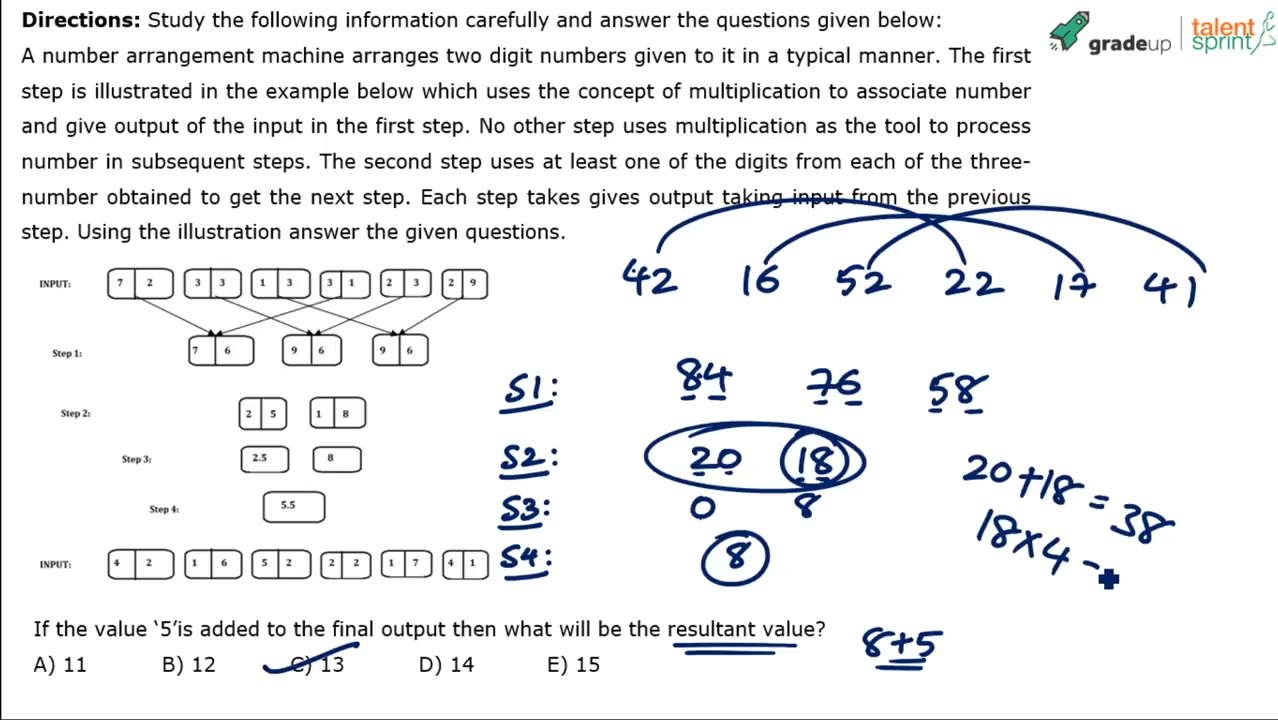 Directions: Study the following information carefully and answer the questions given below:
gradeup | talent sprint
A number arrangement machine arranges two digit numbers given to it in a typical manner. The first
step is illustrated in the example below which uses the concept of multiplication to associate number
and give output of the input in the first step. No other step uses multiplication as the tool to process
number in subsequent steps. The second step uses at least one of the digits from each of the three-
number obtained to get the next step. Each step takes gives output taking input from the previous
step. Using the illustration answer the given questions.
INPUT: 7 2 3 3 1 3 3 1 2 3 2 9
42 16 52 22 17 41
Step 1: 7 6 9 6 9 6
S1: 84 76 58
Step 2: 2 5 1 8
S2: 20 18
Step 3: 2.5 8
20+18=38
S3: 0 8
Step 4: 5.5
18×4 -
INPUT: 4 2 1 6 5 2 2 2 1 7 4 1
S4: 8
If the value ‘5’is added to the final output then what will be the resultant value?
8+5
A) 11 B) 12 C) 13 D) 14 E) 15